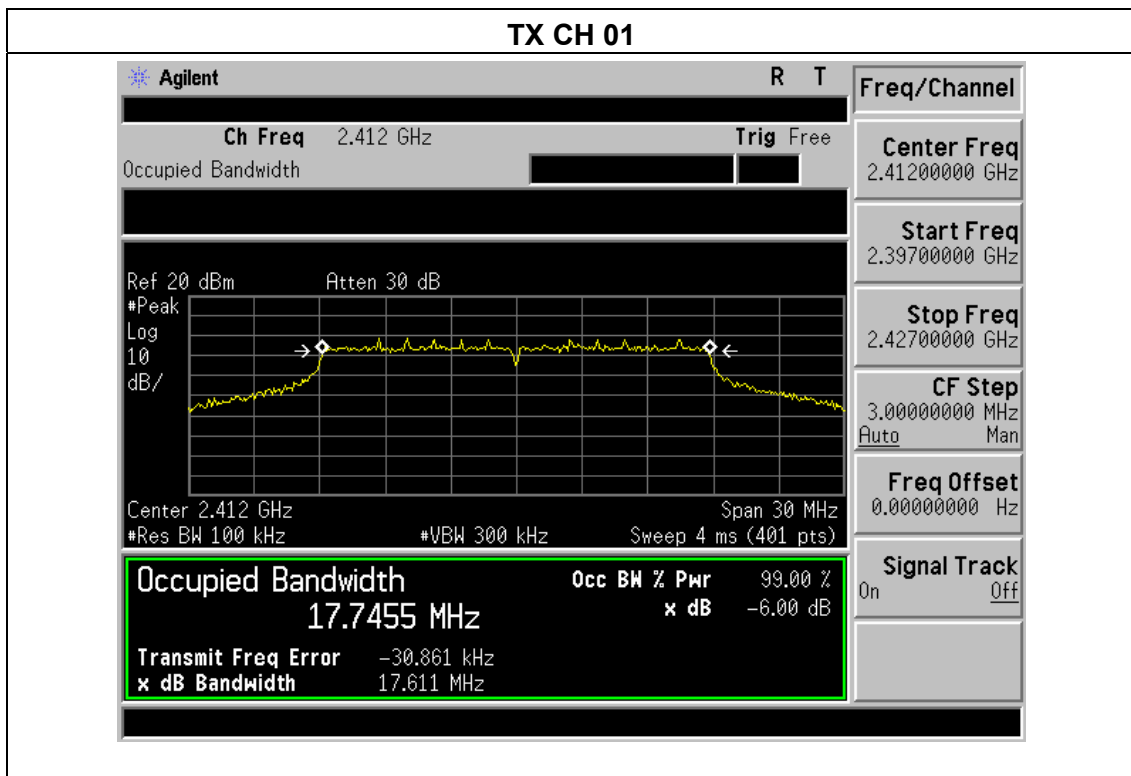 TX CH 01
Agilent R T
Ch Freq 2.412 GHz Trig Free
Occupied Bandwidth
Ref 20 dBm Atten 30 dB
#Peak
Log
10
dB/
Center 2.412 GHz Span 30 MHz
#Res BW 100 kHz #VBW 300 kHz Sweep 4 ms (401 pts)
Occupied Bandwidth Occ BW % Pwr 99.00 %
17.7455 MHz x dB -6.00 dB
Transmit Freq Error -30.861 kHz
x dB Bandwidth 17.611 MHz
Freq/Channel
Center Freq
2.41200000 GHz
Start Freq
2.39700000 GHz
Stop Freq
2.42700000 GHz
CF Step
3.00000000 MHz
Auto Man
Freq Offset
0.00000000 Hz
Signal Track
On Off